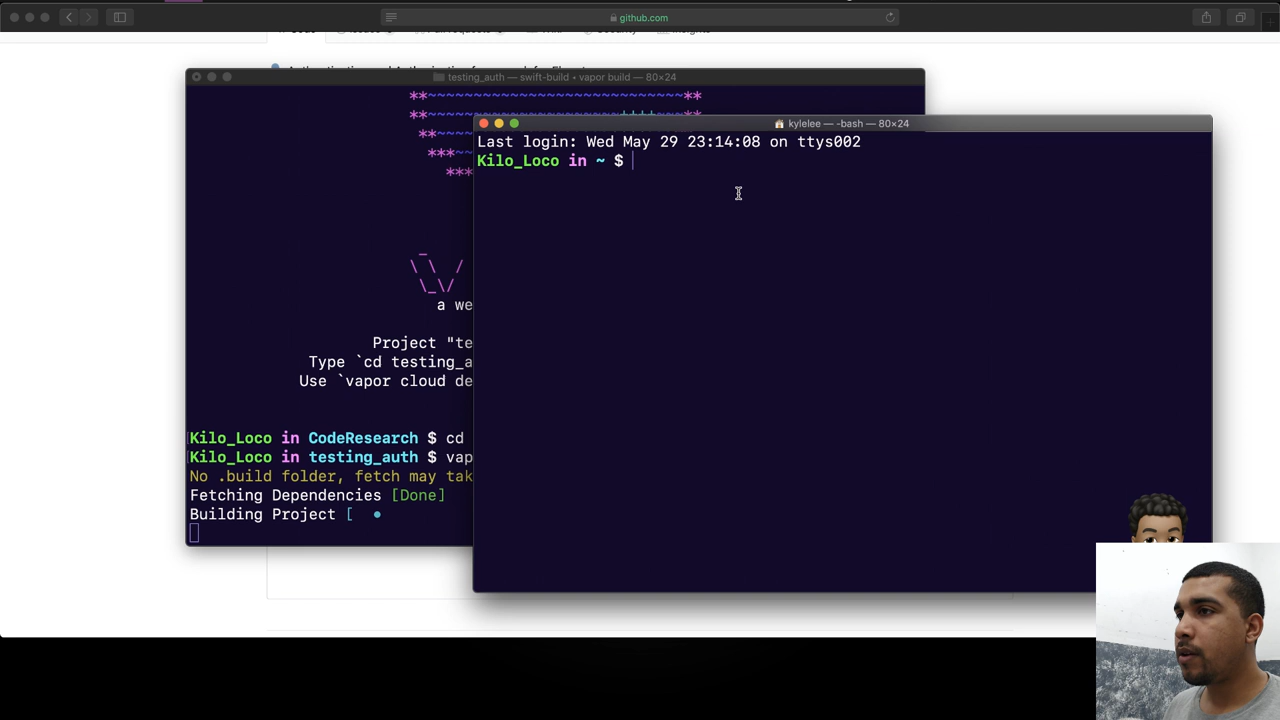 github.com
testing_auth — swift-build • vapor build — 80×24
**~~~~~~~~~~~~~~~~~~~~~~~~~~~~**
kylelee — -bash — 80×24
Last login: Wed May 29 23:14:08 on ttys002
Kilo_Loco in ~ $
_
\ \ /
\_\/
a we
Project "te
Type `cd testing_a
Use `vapor cloud de
Kilo_Loco in CodeResearch $ cd
Kilo_Loco in testing_auth $ vap
No .build folder, fetch may tak
Fetching Dependencies [Done]
Building Project [ •